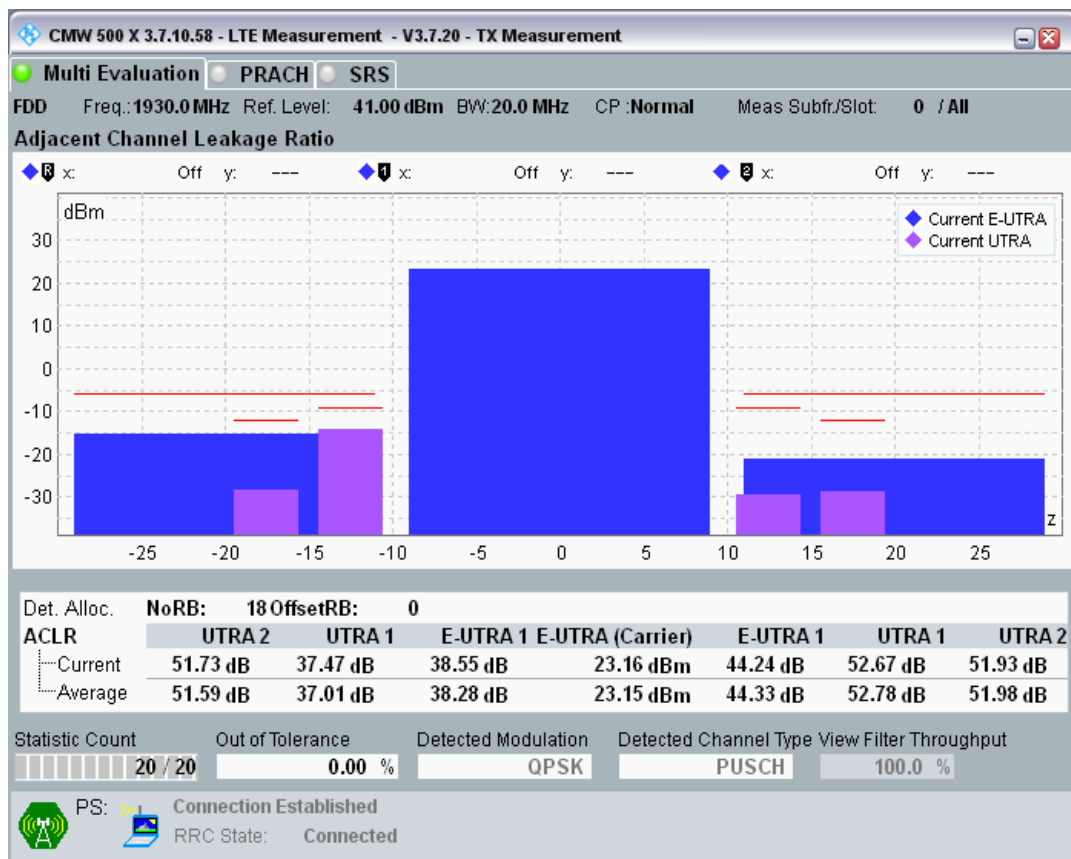 CMW 500 X 3.7.10.58 - LTE Measurement - V3.7.20 - TX Measurement
Multi Evaluation PRACH SRS
FDD Freq.:1930.0 MHz Ref. Level: 41.00 dBm BW:20.0 MHz CP :Normal Meas Subfr./Slot: 0 / All
Adjacent Channel Leakage Ratio
R x: Off y: --- 1 x: Off y: --- 2 x: Off y: ---
dBm
Current E-UTRA
Current UTRA
30
20
10
0
-10
-20
-30
z
-25 -20 -15 -10 -5 0 5 10 15 20 25
Det. Alloc. NoRB: 18 OffsetRB: 0
ACLR UTRA 2 UTRA 1 E-UTRA 1 E-UTRA (Carrier) E-UTRA 1 UTRA 1 UTRA 2
Current 51.73 dB 37.47 dB 38.55 dB 23.16 dBm 44.24 dB 52.67 dB 51.93 dB
Average 51.59 dB 37.01 dB 38.28 dB 23.15 dBm 44.33 dB 52.78 dB 51.98 dB
Statistic Count Out of Tolerance Detected Modulation Detected Channel Type View Filter Throughput
20 / 20 0.00 % QPSK PUSCH 100.0 %
PS: Connection Established
RRC State: Connected